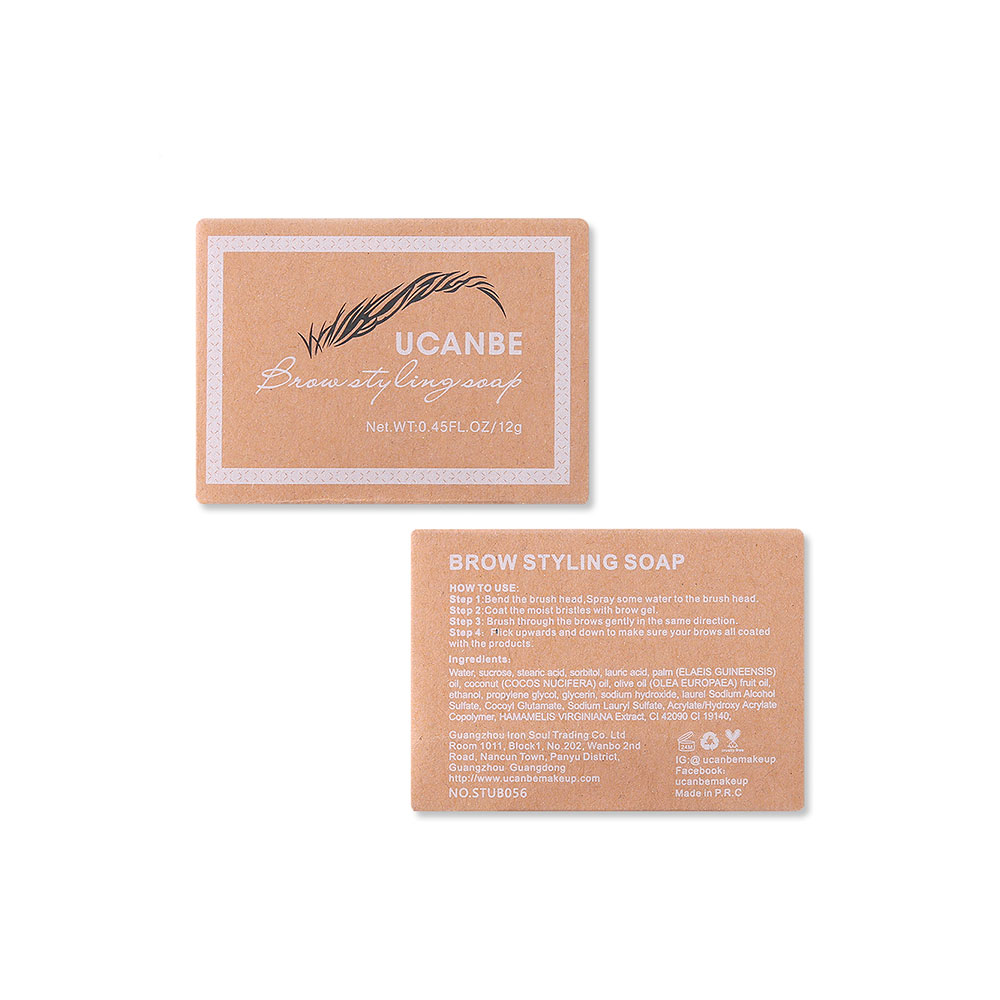 UCANBE
Brow styling soap
Net.WT:0.45FL.OZ/12g
BROW STYLING SOAP
HOW TO USE:
Step 1:Bend the brush head,Spray some water to the brush head.
Step 2:Coat the moist bristles with brow gel.
Step 3: Brush through the brows gently in the same direction.
Step 4: Flick upwards and down to make sure your brows all coated
with the products.
Ingredients:
Water, sucrose, stearic acid, sorbitol, lauric acid, palm (ELAEIS GUINEENSIS)
oil, coconut (COCOS NUCIFERA) oil, olive oil (OLEA EUROPAEA) fruit oil,
ethanol, propylene glycol, glycerin, sodium hydroxide, laurel Sodium Alcohol
Sulfate, Cocoyl Glutamate, Sodium Lauryl Sulfate, Acrylate/Hydroxy Acrylate
Copolymer, HAMAMELIS VIRGINIANA Extract, CI 42090 CI 19140,
Guangzhou Iron Soul Trading Co. Ltd
Room 1011, Block1, No.202, Wanbo 2nd
Road, Nancun Town, Panyu District,
Guangzhou Guangdong
http://www.ucanbemakeup.com
NO.STUB056
24M
cruelty free
IG:@ucanbemakeup
Facebook:
ucanbemakeup
Made in P.R.C